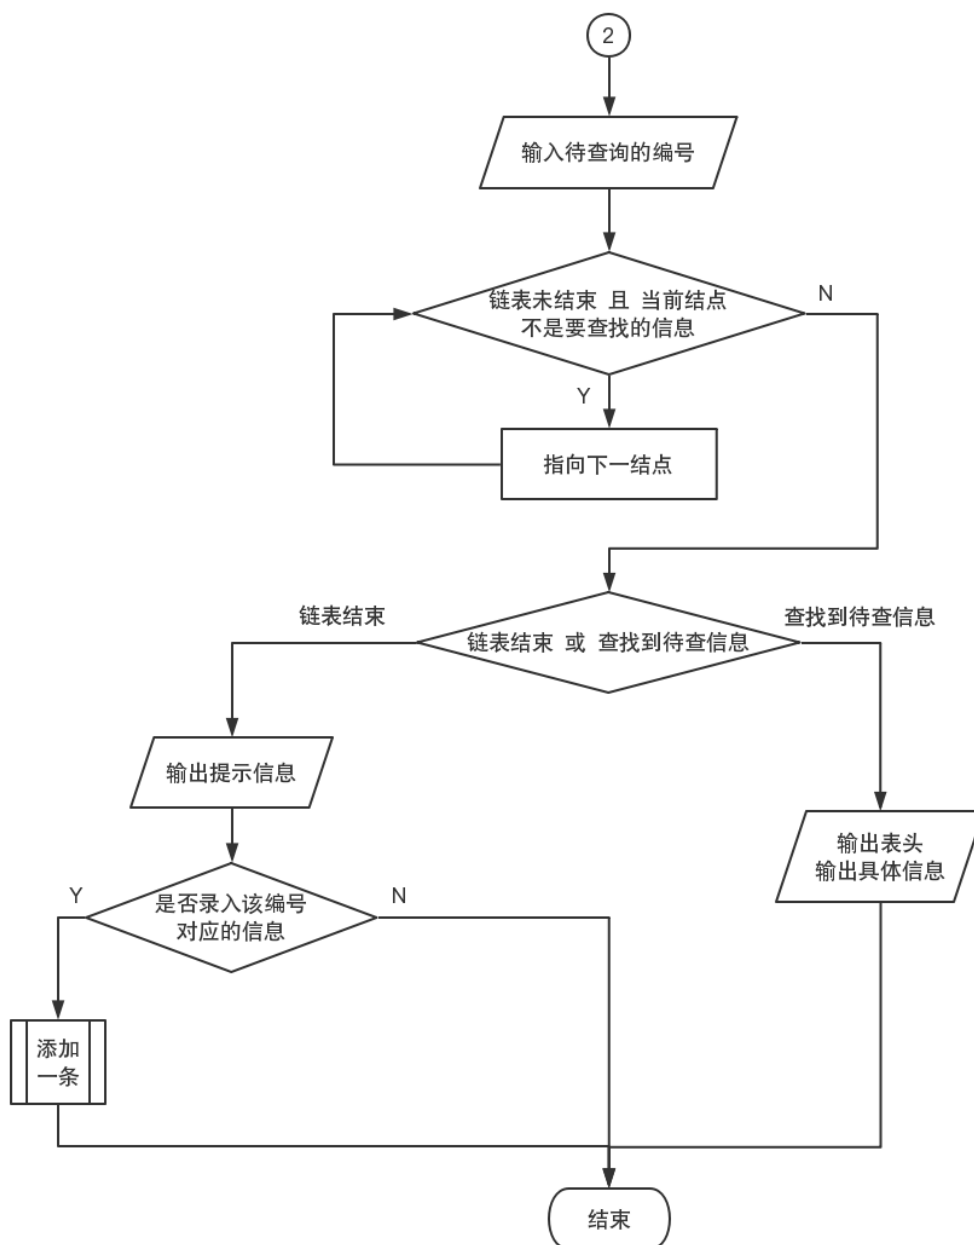 2
输入待查询的编号
链表未结束 且 当前结点
不是要查找的信息
N
Y
指向下一结点
链表结束
查找到待查信息
链表结束 或 查找到待查信息
输出提示信息
输出表头
输出具体信息
Y
是否录入该编号
对应的信息
N
添加
一条
结束